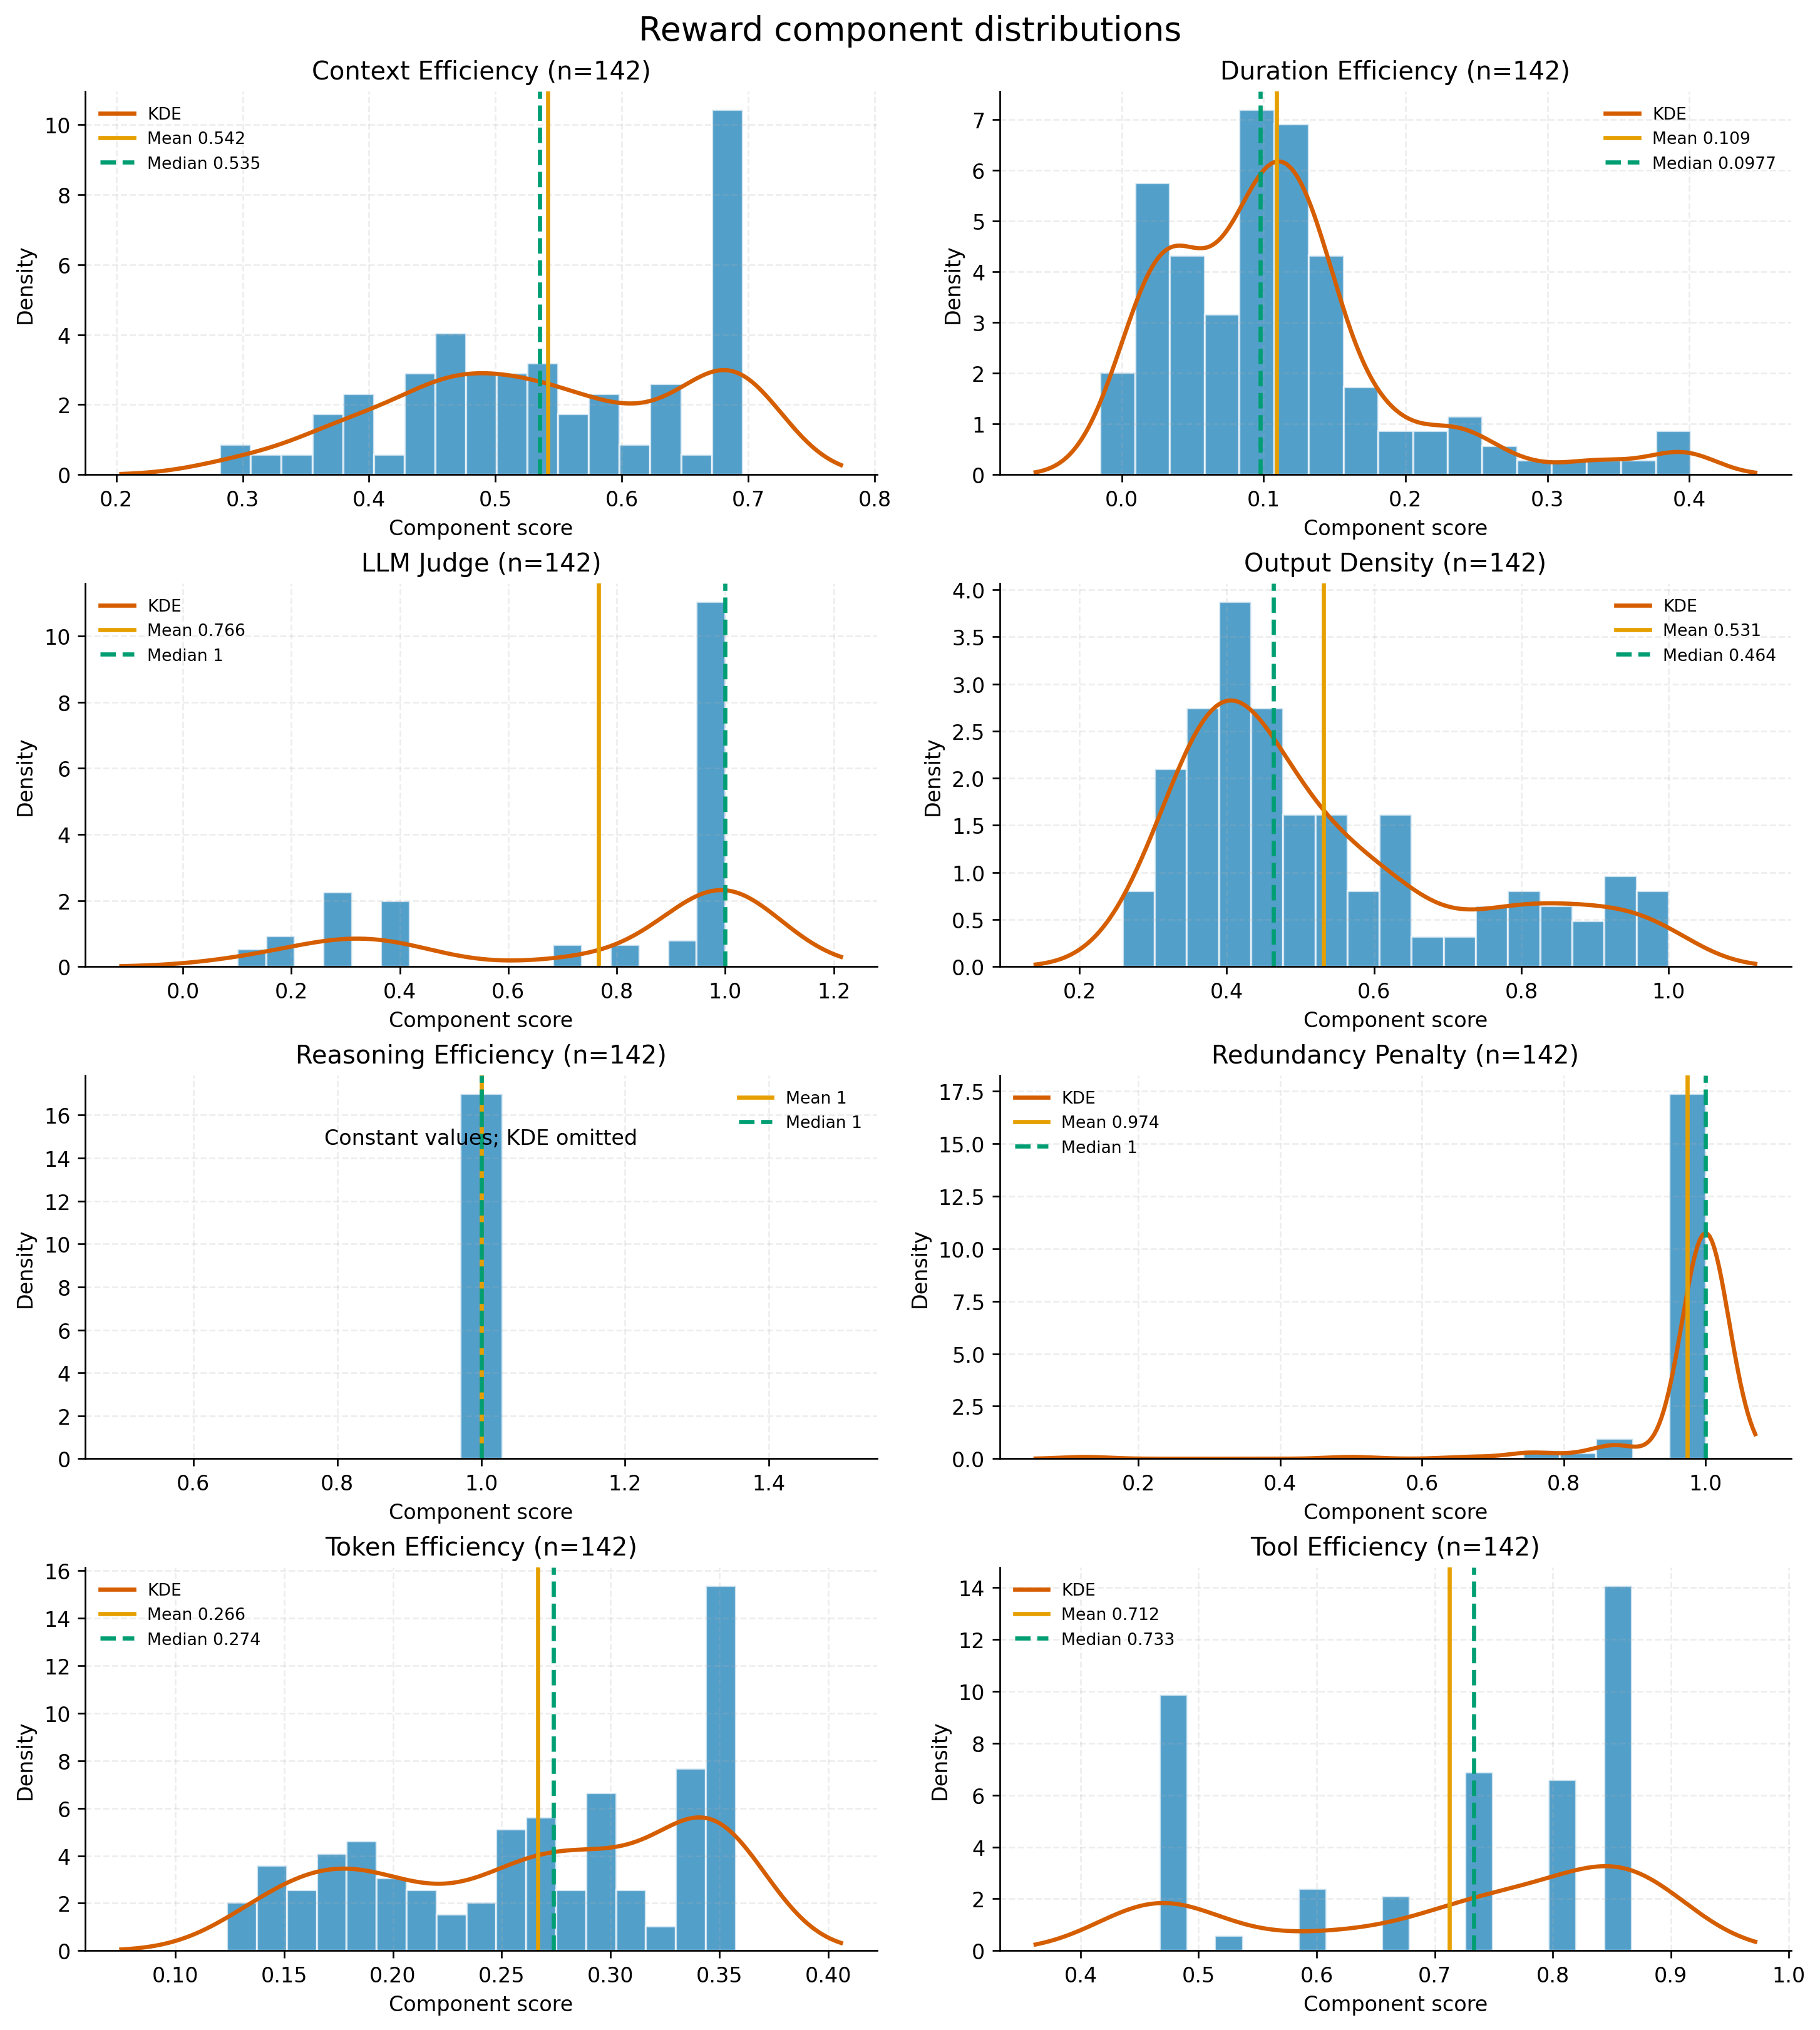 Reward component distributions
Context Efficiency (n=142)
KDE
Mean 0.542
Median 0.535
Density
0
2
4
6
8
10
0.2 0.3 0.4 0.5 0.6 0.7 0.8
Component score
Duration Efficiency (n=142)
KDE
Mean 0.109
Median 0.0977
Density
0
1
2
3
4
5
6
7
0.0 0.1 0.2 0.3 0.4
Component score
LLM Judge (n=142)
KDE
Mean 0.766
Median 1
Density
0
2
4
6
8
10
0.0 0.2 0.4 0.6 0.8 1.0 1.2
Component score
Output Density (n=142)
KDE
Mean 0.531
Median 0.464
Density
0.0
0.5
1.0
1.5
2.0
2.5
3.0
3.5
4.0
0.2 0.4 0.6 0.8 1.0
Component score
Reasoning Efficiency (n=142)
Mean 1
Median 1
Constant values; KDE omitted
Density
0
2
4
6
8
10
12
14
16
0.6 0.8 1.0 1.2 1.4
Component score
Redundancy Penalty (n=142)
KDE
Mean 0.974
Median 1
Density
0.0
2.5
5.0
7.5
10.0
12.5
15.0
17.5
0.2 0.4 0.6 0.8 1.0
Component score
Token Efficiency (n=142)
KDE
Mean 0.266
Median 0.274
Density
0
2
4
6
8
10
12
14
16
0.10 0.15 0.20 0.25 0.30 0.35 0.40
Component score
Tool Efficiency (n=142)
KDE
Mean 0.712
Median 0.733
Density
0
2
4
6
8
10
12
14
0.4 0.5 0.6 0.7 0.8 0.9 1.0
Component score